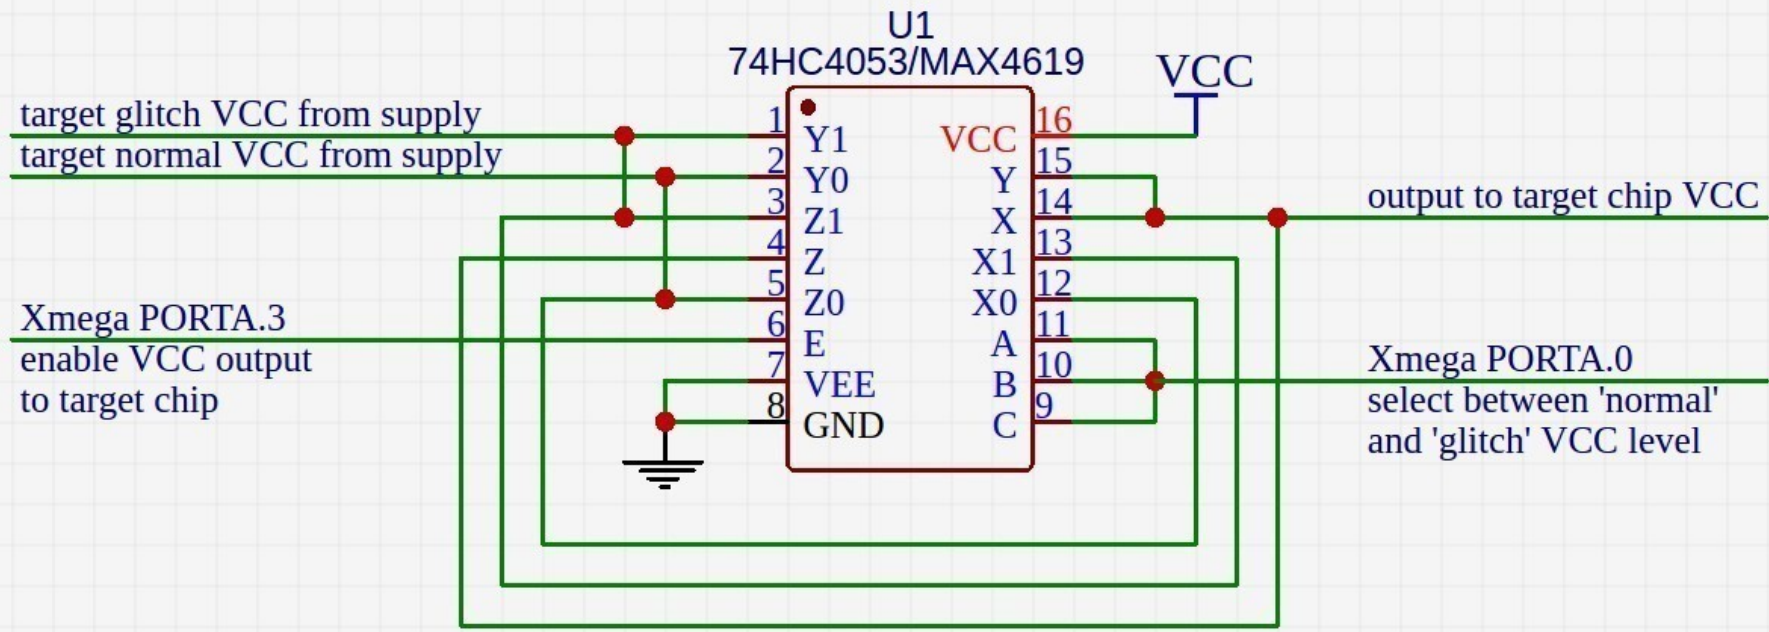 U1
74HC4053/MAX4619
VCC
target glitch VCC from supply
target normal VCC from supply
1
Y1
VCC
16
2
Y0
Y
15
3
Z1
X
14
output to target chip VCC
4
Z
X1
13
5
Z0
X0
12
Xmega PORTA.3
6
E
A
11
enable VCC output
7
VEE
B
10
Xmega PORTA.0
to target chip
8
GND
C
9
select between 'normal'
and 'glitch' VCC level